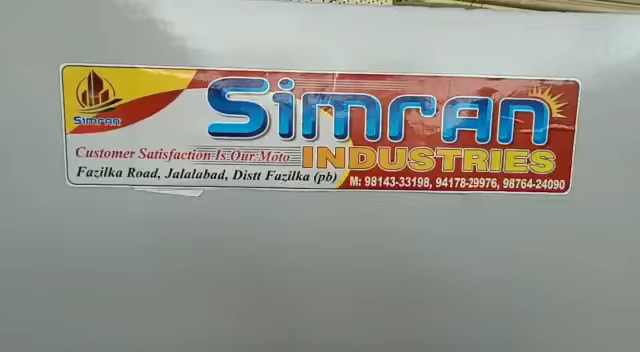 Simran
Simran
INDUSTRIES
Customer Satisfaction Is Our Moto
Fazilka Road, Jalalabad, Distt Fazilka (pb)
M: 98143-33198, 94178-29976, 98764-24090